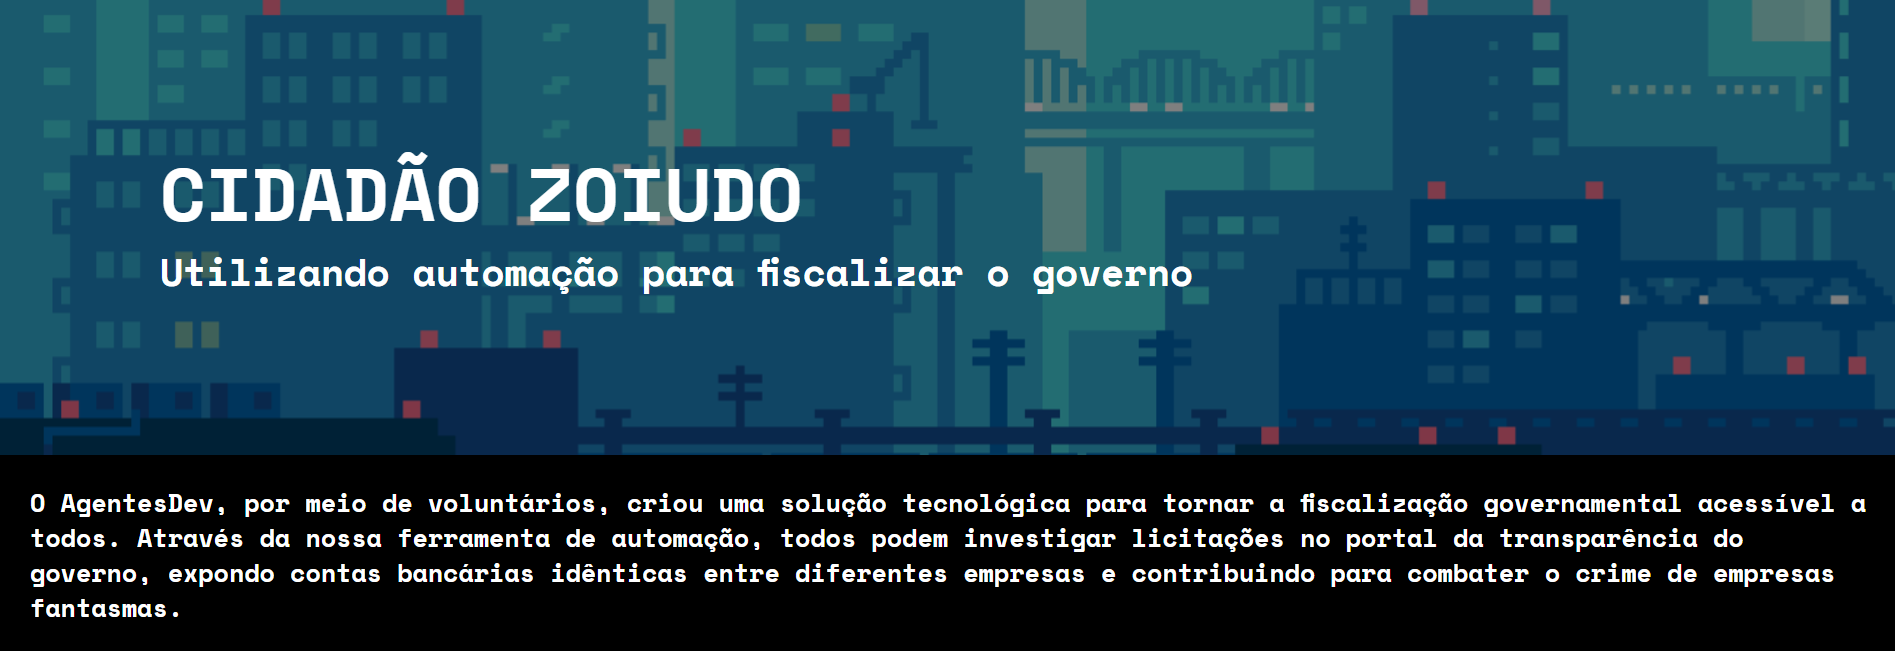 CIDADÃO ZOIUDO
Utilizando automação para fiscalizar o governo
O AgentesDev, por meio de voluntários, criou uma solução tecnológica para tornar a fiscalização governamental acessível a
todos. Através da nossa ferramenta de automação, todos podem investigar licitações no portal da transparência do
governo, expondo contas bancárias idênticas entre diferentes empresas e contribuindo para combater o crime de empresas
fantasmas.